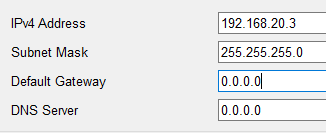 IPv4 Address 192.168.20.3
Subnet Mask 255.255.255.0
Default Gateway 0.0.0.0
DNS Server 0.0.0.0